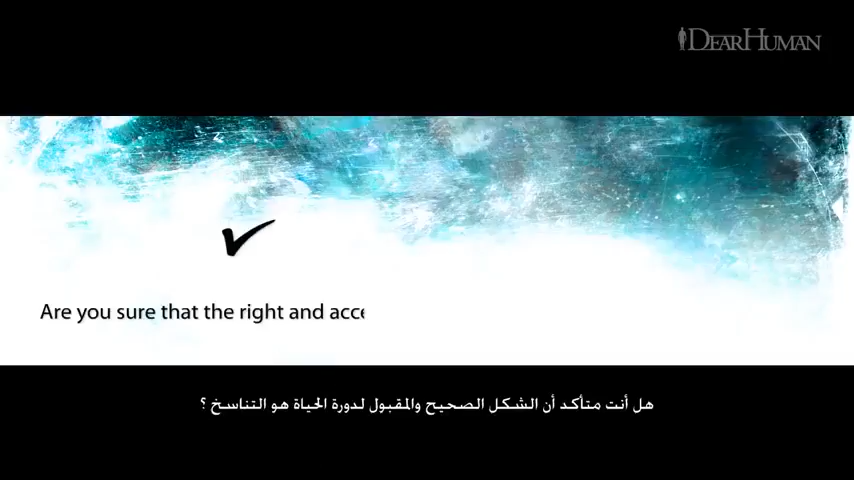 DEARHUMAN
Are you sure that the right and acce
هل أنت متأكد أن الشكل الصحيح والمقبول لدورة الحياة هو التناسخ ؟